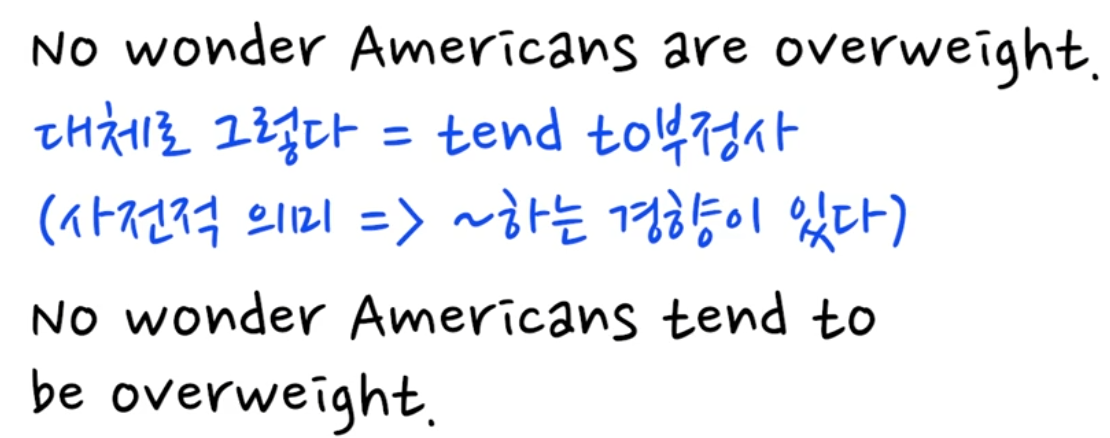 No wonder Americans are overweight.
대체로 그렇다 = tend to부정사
(사전적 의미 => ~하는 경향이 있다)
No wonder Americans tend to
be overweight.